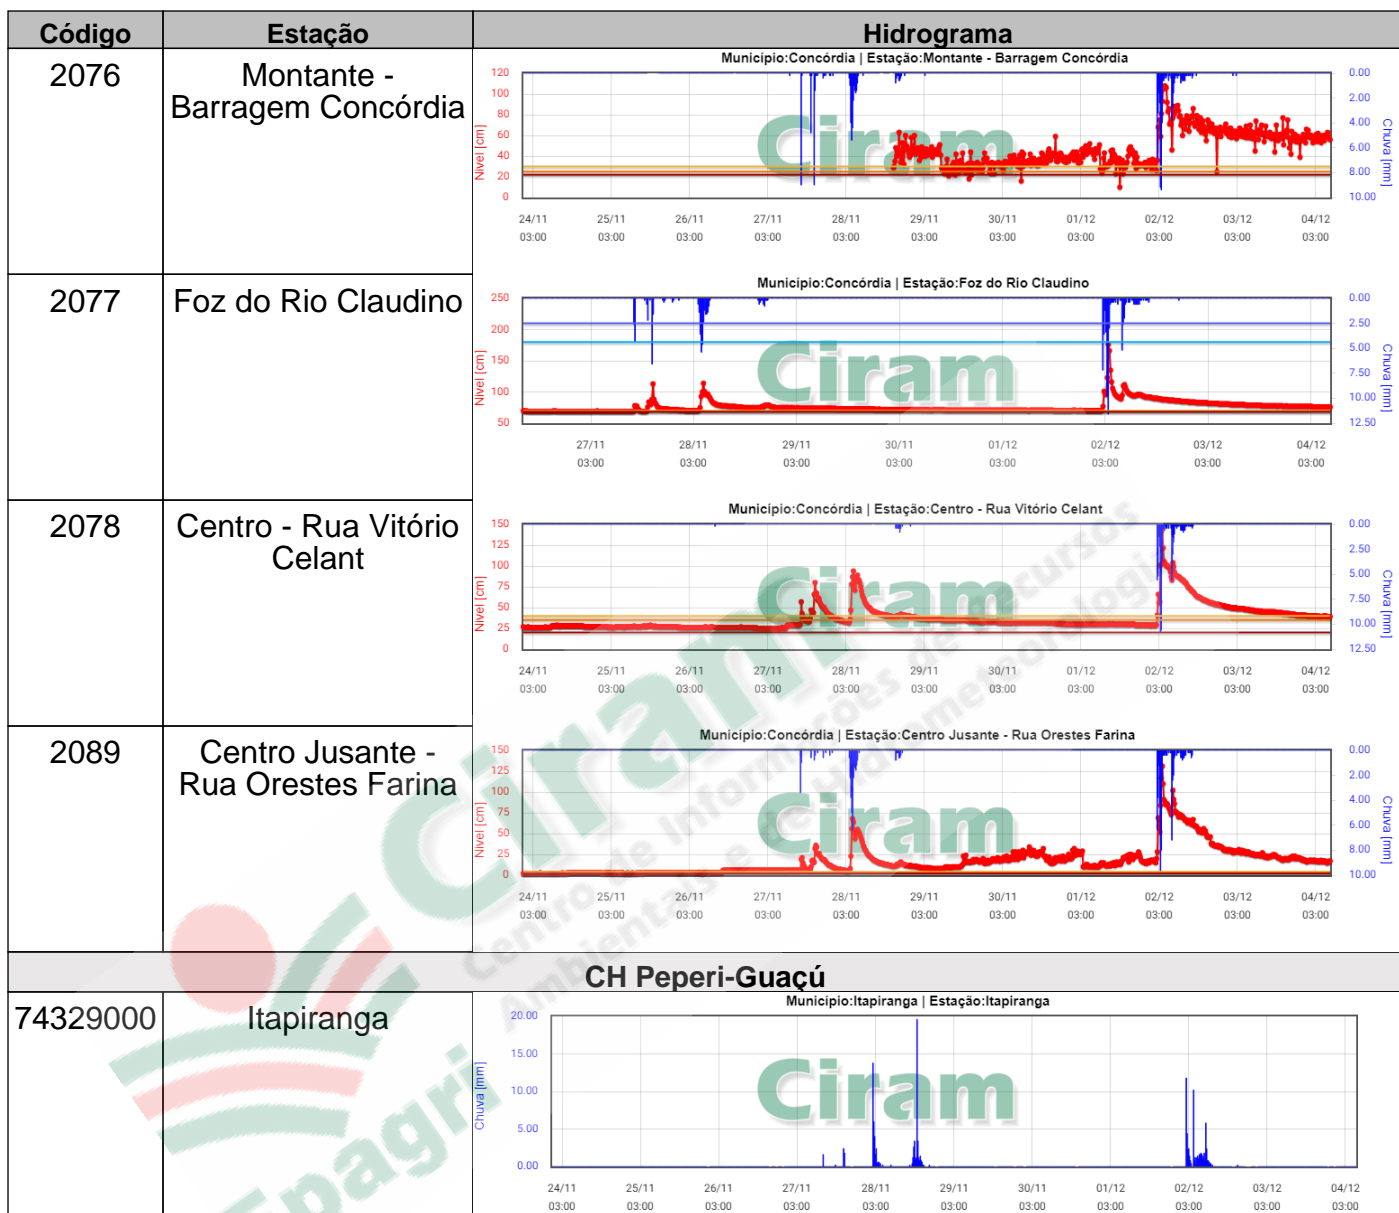 Código Estação Hidrograma
2076 Montante - Barragem Concórdia
Município:Concórdia | Estação:Montante - Barragem Concórdia
120 100 80 60 40 20 0
Nível [cm]
0.00 2.00 4.00 6.00 8.00 10.00
Chuva [mm]
Ciram
24/11 25/11 26/11 27/11 28/11 29/11 30/11 01/12 02/12 03/12 04/12
03:00 03:00 03:00 03:00 03:00 03:00 03:00 03:00 03:00 03:00 03:00
2077 Foz do Rio Claudino
Município:Concórdia | Estação:Foz do Rio Claudino
250 200 150 100 50
Nível [cm]
0.00 2.50 5.00 7.50 10.00 12.50
Chuva [mm]
Ciram
27/11 28/11 29/11 30/11 01/12 02/12 03/12 04/12
03:00 03:00 03:00 03:00 03:00 03:00 03:00 03:00
2078 Centro - Rua Vitório Celant
Município:Concórdia | Estação:Centro - Rua Vitório Celant
150 125 100 75 50 25 0
Nível [cm]
0.00 2.50 5.00 7.50 10.00 12.50
Chuva [mm]
Ciram
24/11 25/11 26/11 27/11 28/11 29/11 30/11 01/12 02/12 03/12 04/12
03:00 03:00 03:00 03:00 03:00 03:00 03:00 03:00 03:00 03:00 03:00
2089 Centro Jusante - Rua Orestes Farina
Município:Concórdia | Estação:Centro Jusante - Rua Orestes Farina
150 125 100 75 50 25 0
Nível [cm]
0.00 2.00 4.00 6.00 8.00 10.00
Chuva [mm]
Ciram
24/11 25/11 26/11 27/11 28/11 29/11 30/11 01/12 02/12 03/12 04/12
03:00 03:00 03:00 03:00 03:00 03:00 03:00 03:00 03:00 03:00 03:00
CH Peperi-Guaçú
74329000 Itapiranga
Município:Itapiranga | Estação:Itapiranga
20.00 15.00 10.00 5.00 0.00
Chuva [mm]
Ciram
24/11 25/11 26/11 27/11 28/11 29/11 30/11 01/12 02/12 03/12 04/12
03:00 03:00 03:00 03:00 03:00 03:00 03:00 03:00 03:00 03:00 03:00
Epagri
Ciram
Centro de Informações de Recursos
Ambientais e de Hidrometeorologia